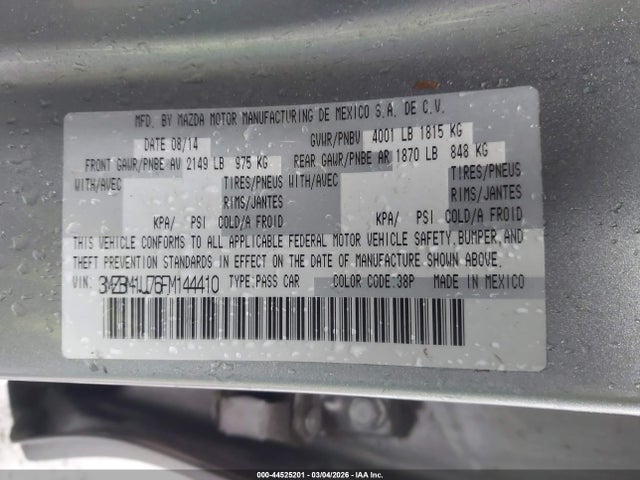 MFD. BY MAZDA MOTOR MANUFACTURING DE MEXICO S.A. DE C.V.
DATE 08/14 GVWR/PNBV 4001 LB 1815 KG
FRONT GAWR/PNBE AV 2149 LB 975 KG REAR GAWR/PNBE AR 1870 LB 848 KG
WITH/AVEC TIRES/PNEUS WITH/AVEC TIRES/PNEUS
RIMS/JANTES RIMS/JANTES
KPA/ PSI COLD/A FROID KPA/ PSI COLD/A FROID
THIS VEHICLE CONFORMS TO ALL APPLICABLE FEDERAL MOTOR VEHICLE SAFETY, BUMPER, AND
THEFT PREVENTION STANDARDS IN EFFECT ON THE DATE OF MANUFACTURE SHOWN ABOVE.
VIN: 3MZBM1U76FM144410 TYPE:PASS CAR COLOR CODE:38P MADE IN MEXICO
000-44525201 - 03/04/2026 - IAA Inc.